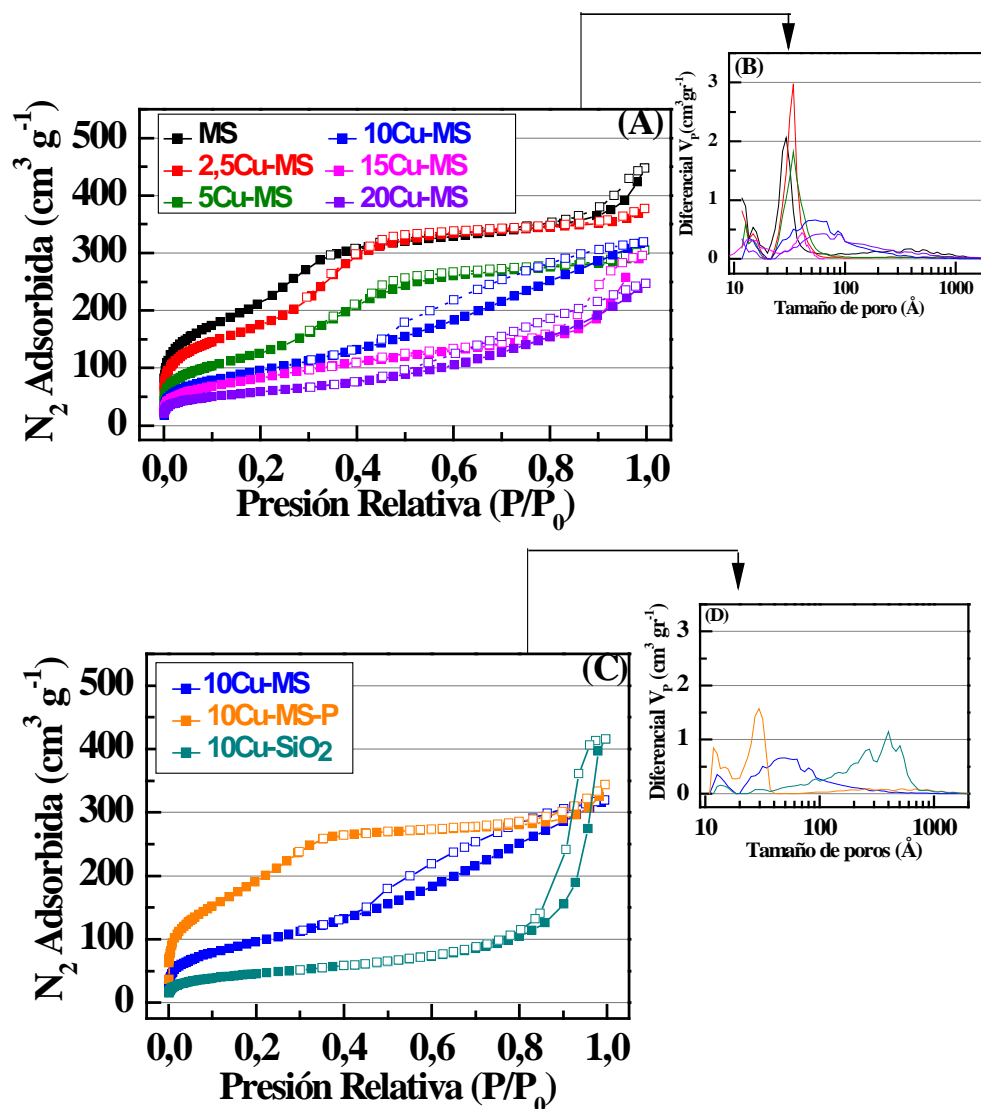 (A)
N2 Adsorbida (cm3 g-1)
500
400
300
200
100
0
MS
2,5Cu-MS
5Cu-MS
10Cu-MS
15Cu-MS
20Cu-MS
0,0 0,2 0,4 0,6 0,8 1,0
Presión Relativa (P/P0)
(B)
Diferencial VP (cm3gr-1)
3
2
1
0
10 100 1000
Tamaño de poro (Å)
(C)
N2 Adsorbida (cm3 g-1)
500
400
300
200
100
0
10Cu-MS
10Cu-MS-P
10Cu-SiO2
0,0 0,2 0,4 0,6 0,8 1,0
Presión Relativa (P/P0)
(D)
Diferencial VP (cm3 gr-1)
3
2
1
0
10 100 1000
Tamaño de poros (Å)